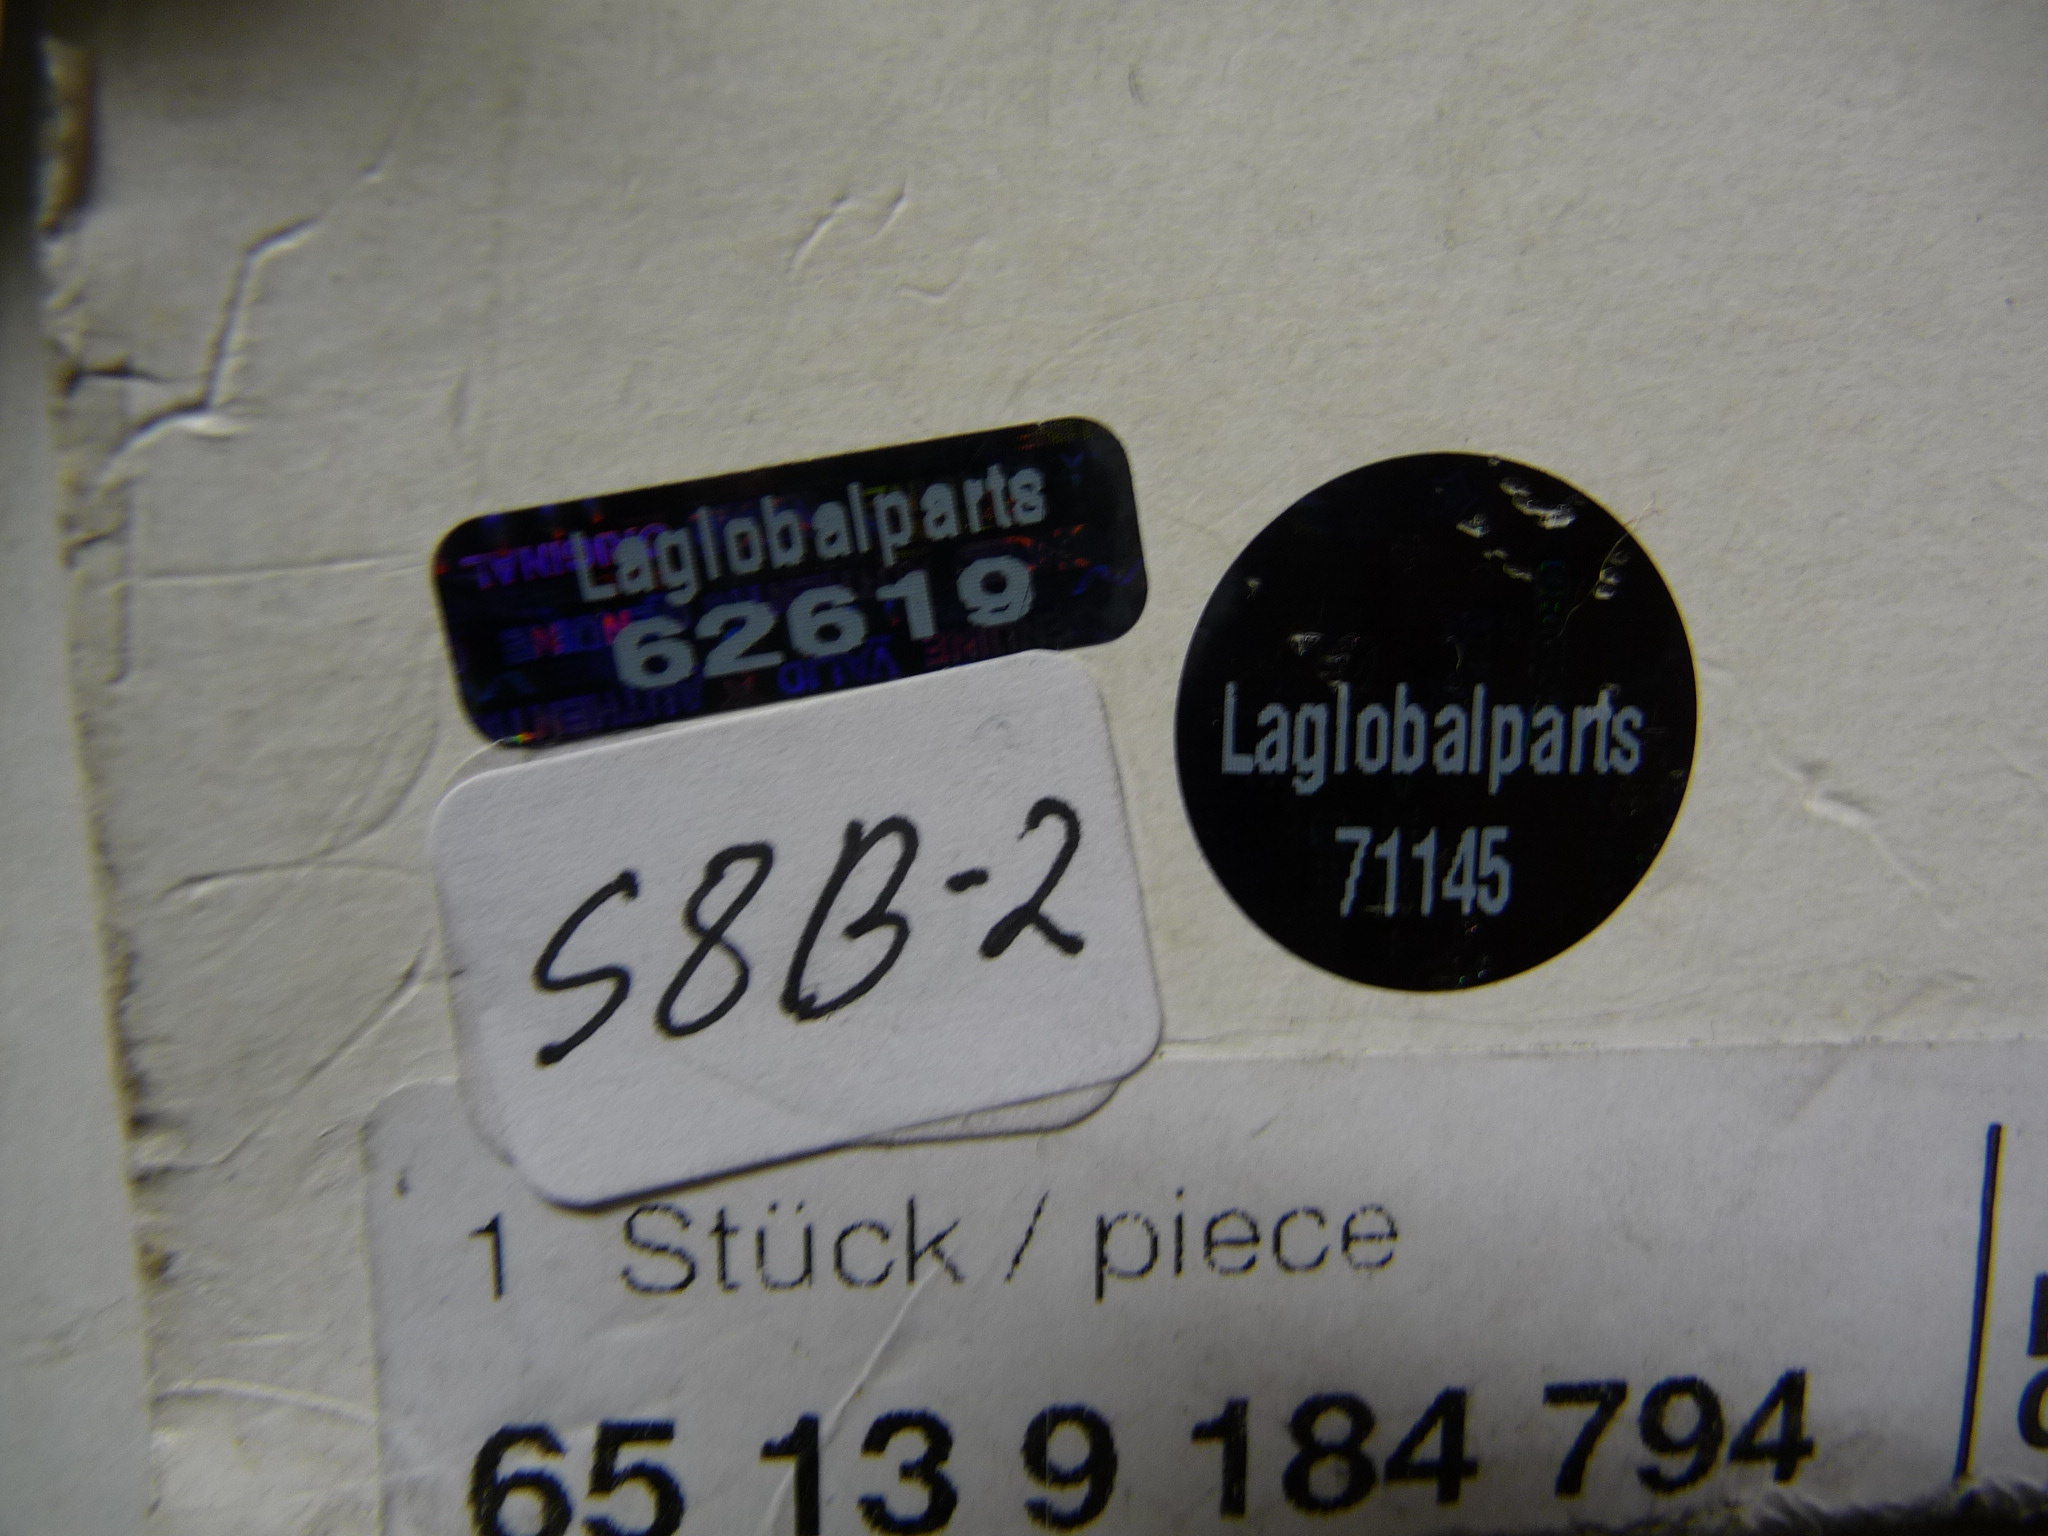 Laglobalparts
62619
Laglobalparts
71145
S8B-2
1 Stück / piece
65 13 9 184 794